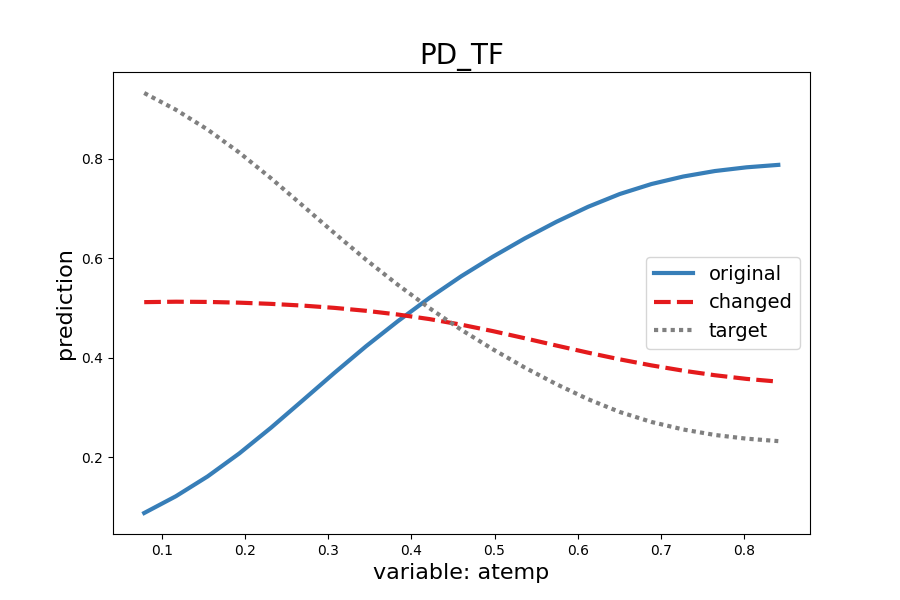 PD_TF
prediction
0.8
0.6
0.4
0.2
original
changed
target
0.1 0.2 0.3 0.4 0.5 0.6 0.7 0.8
variable: atemp